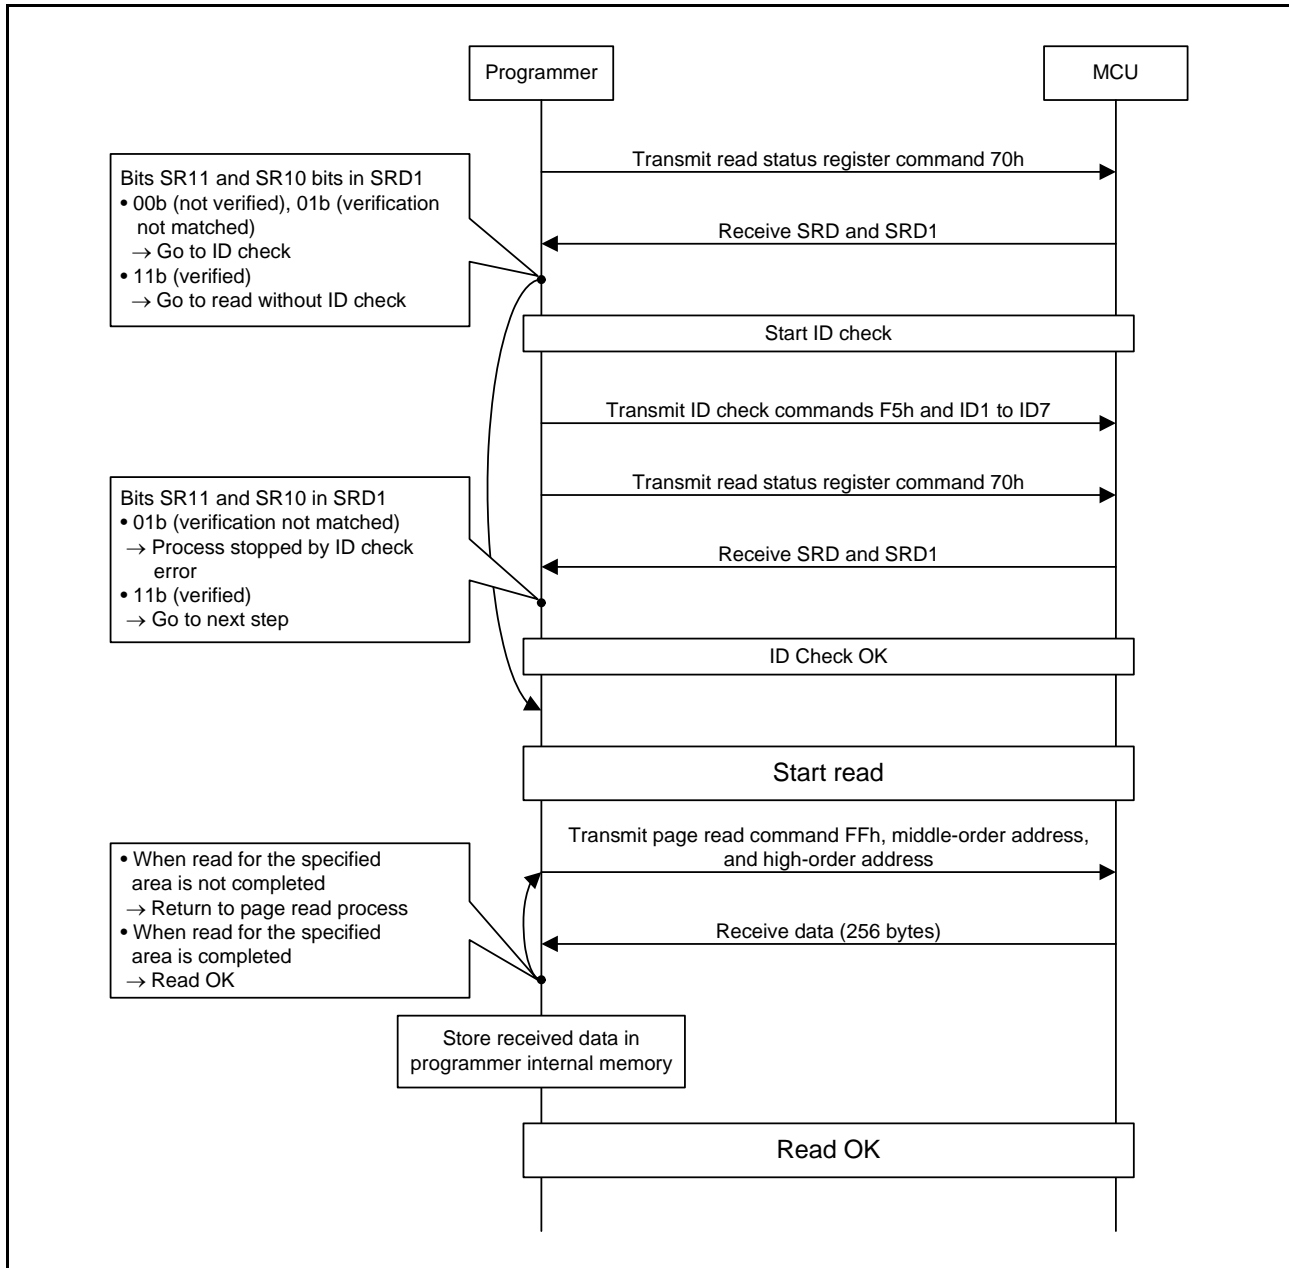 Programmer
MCU
Transmit read status register command 70h
Bits SR11 and SR10 bits in SRD1
• 00b (not verified), 01b (verification
not matched)
→ Go to ID check
• 11b (verified)
→ Go to read without ID check
Receive SRD and SRD1
Start ID check
Transmit ID check commands F5h and ID1 to ID7
Transmit read status register command 70h
Bits SR11 and SR10 in SRD1
• 01b (verification not matched)
→ Process stopped by ID check
error
• 11b (verified)
→ Go to next step
Receive SRD and SRD1
ID Check OK
Start read
Transmit page read command FFh, middle-order address,
and high-order address
• When read for the specified
area is not completed
→ Return to page read process
• When read for the specified
area is completed
→ Read OK
Receive data (256 bytes)
Store received data in
programmer internal memory
Read OK